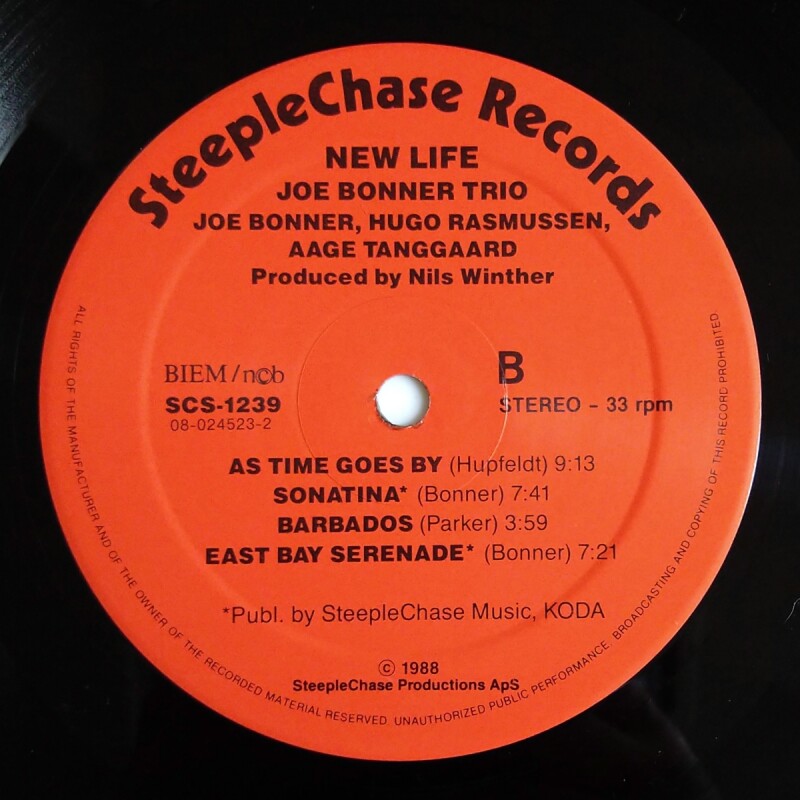 SteepleChase Records
NEW LIFE
JOE BONNER TRIO
JOE BONNER, HUGO RASMUSSEN,
AAGE TANGGAARD
Produced by Nils Winther
BIEM/n©b
SCS-1239
08-024523-2
B
STEREO - 33 rpm
AS TIME GOES BY (Hupfeldt) 9:13
SONATINA* (Bonner) 7:41
BARBADOS (Parker) 3:59
EAST BAY SERENADE* (Bonner) 7:21
*Publ. by SteepleChase Music, KODA
© 1988
SteepleChase Productions ApS
ALL RIGHTS OF THE MANUFACTURER AND OF THE OWNER OF THE RECORDED MATERIAL RESERVED. UNAUTHORIZED PUBLIC PERFORMANCE, BROADCASTING AND COPYING OF THIS RECORD PROHIBITED